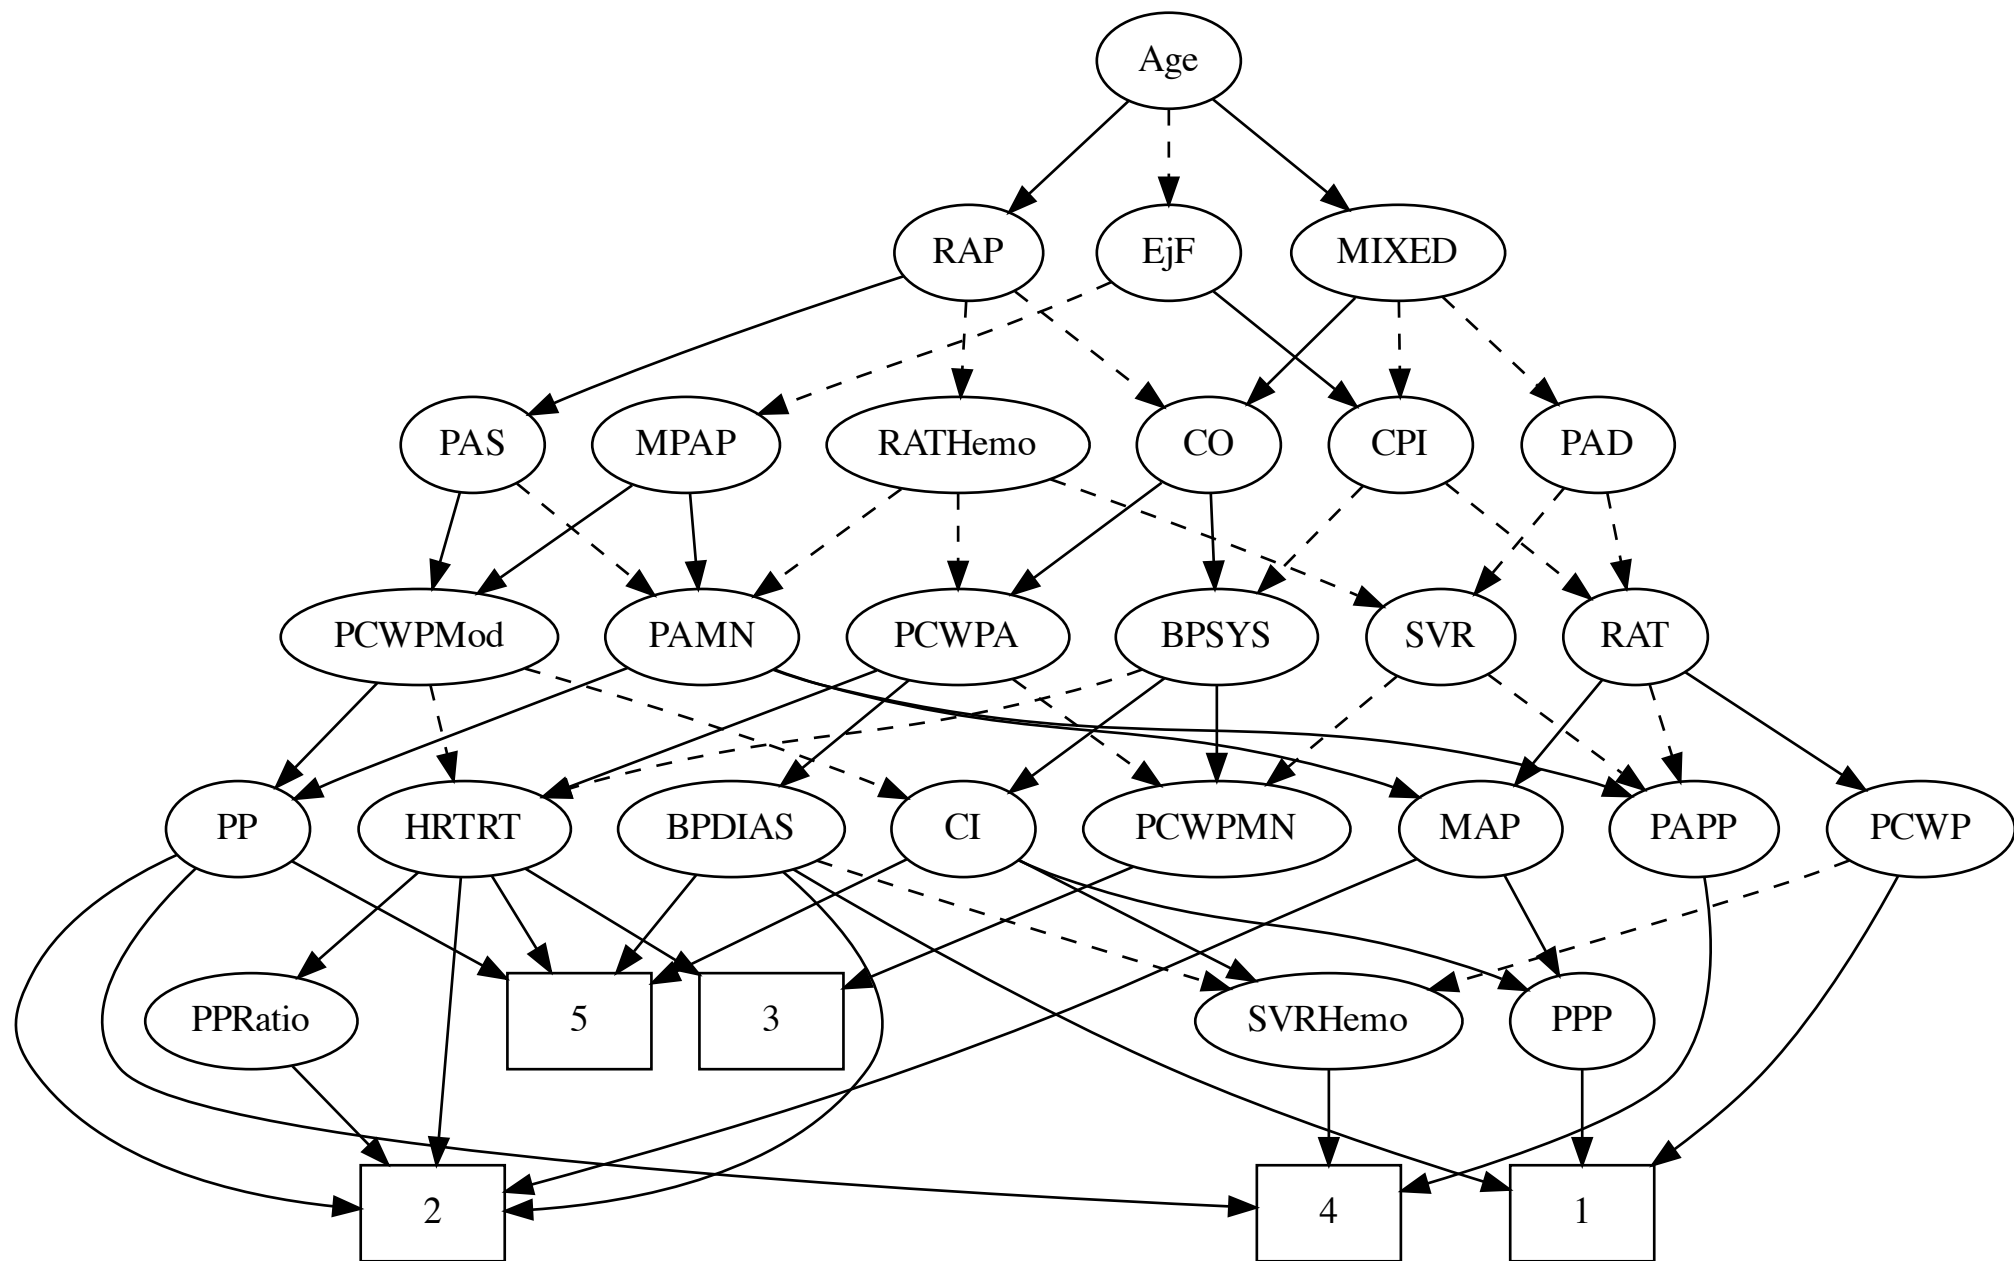 Age
RAP
EjF
MIXED
PAS
MPAP
RATHemo
CO
CPI
PAD
PCWPMod
PAMN
PCWPA
BPSYS
SVR
RAT
PP
HRTRT
BPDIAS
CI
PCWPMN
MAP
PAPP
PCWP
PPRatio
5
3
SVRHemo
PPP
2
4
1